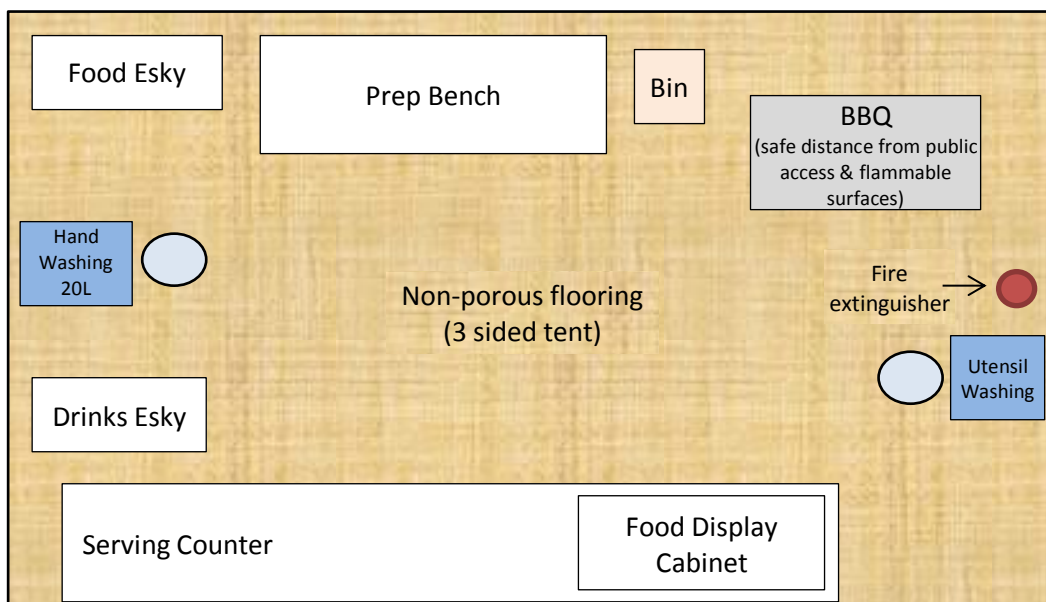 Food Esky
Prep Bench
Bin
BBQ
(safe distance from public
access & flammable
surfaces)
Hand
Washing
20L
Non-porous flooring
(3 sided tent)
Fire
extinguisher
Utensil
Washing
Drinks Esky
Serving Counter
Food Display
Cabinet